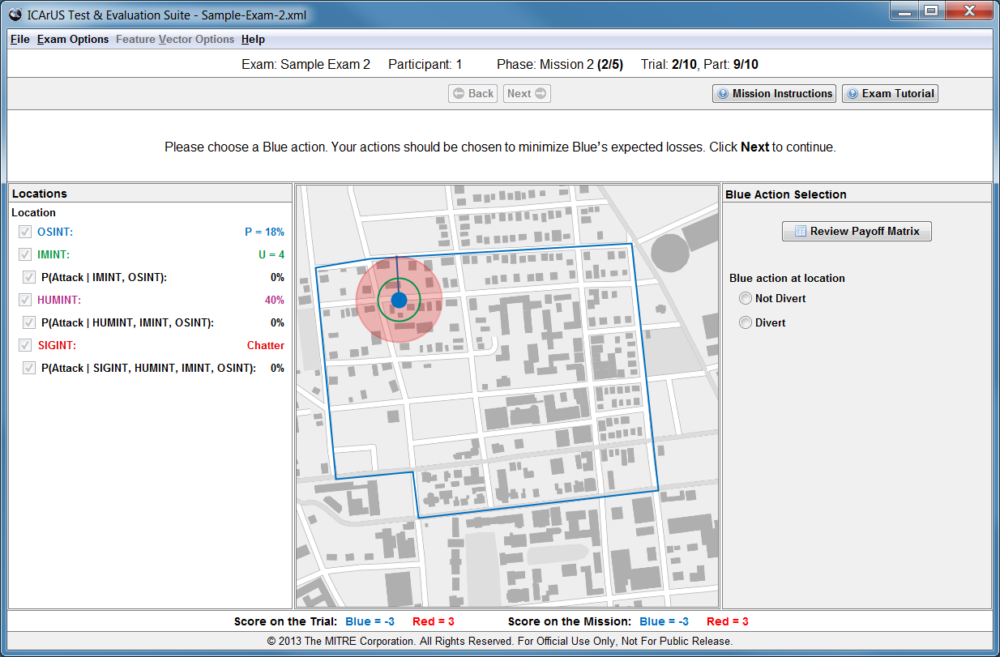 ICArUS Test & Evaluation Suite - Sample-Exam-2.xml
File Exam Options Feature Vector Options Help
Exam: Sample Exam 2 Participant: 1 Phase: Mission 2 (2/5) Trial: 2/10, Part: 9/10
Back Next Mission Instructions Exam Tutorial
Please choose a Blue action. Your actions should be chosen to minimize Blue's expected losses. Click Next to continue.
Locations
Location
OSINT: P = 18%
IMINT: U = 4
P(Attack | IMINT, OSINT): 0%
HUMINT: 40%
P(Attack | HUMINT, IMINT, OSINT): 0%
SIGINT: Chatter
P(Attack | SIGINT, HUMINT, IMINT, OSINT): 0%
Blue Action Selection
Review Payoff Matrix
Blue action at location
Not Divert
Divert
Score on the Trial: Blue = -3 Red = 3 Score on the Mission: Blue = -3 Red = 3
© 2013 The MITRE Corporation. All Rights Reserved. For Official Use Only, Not For Public Release.